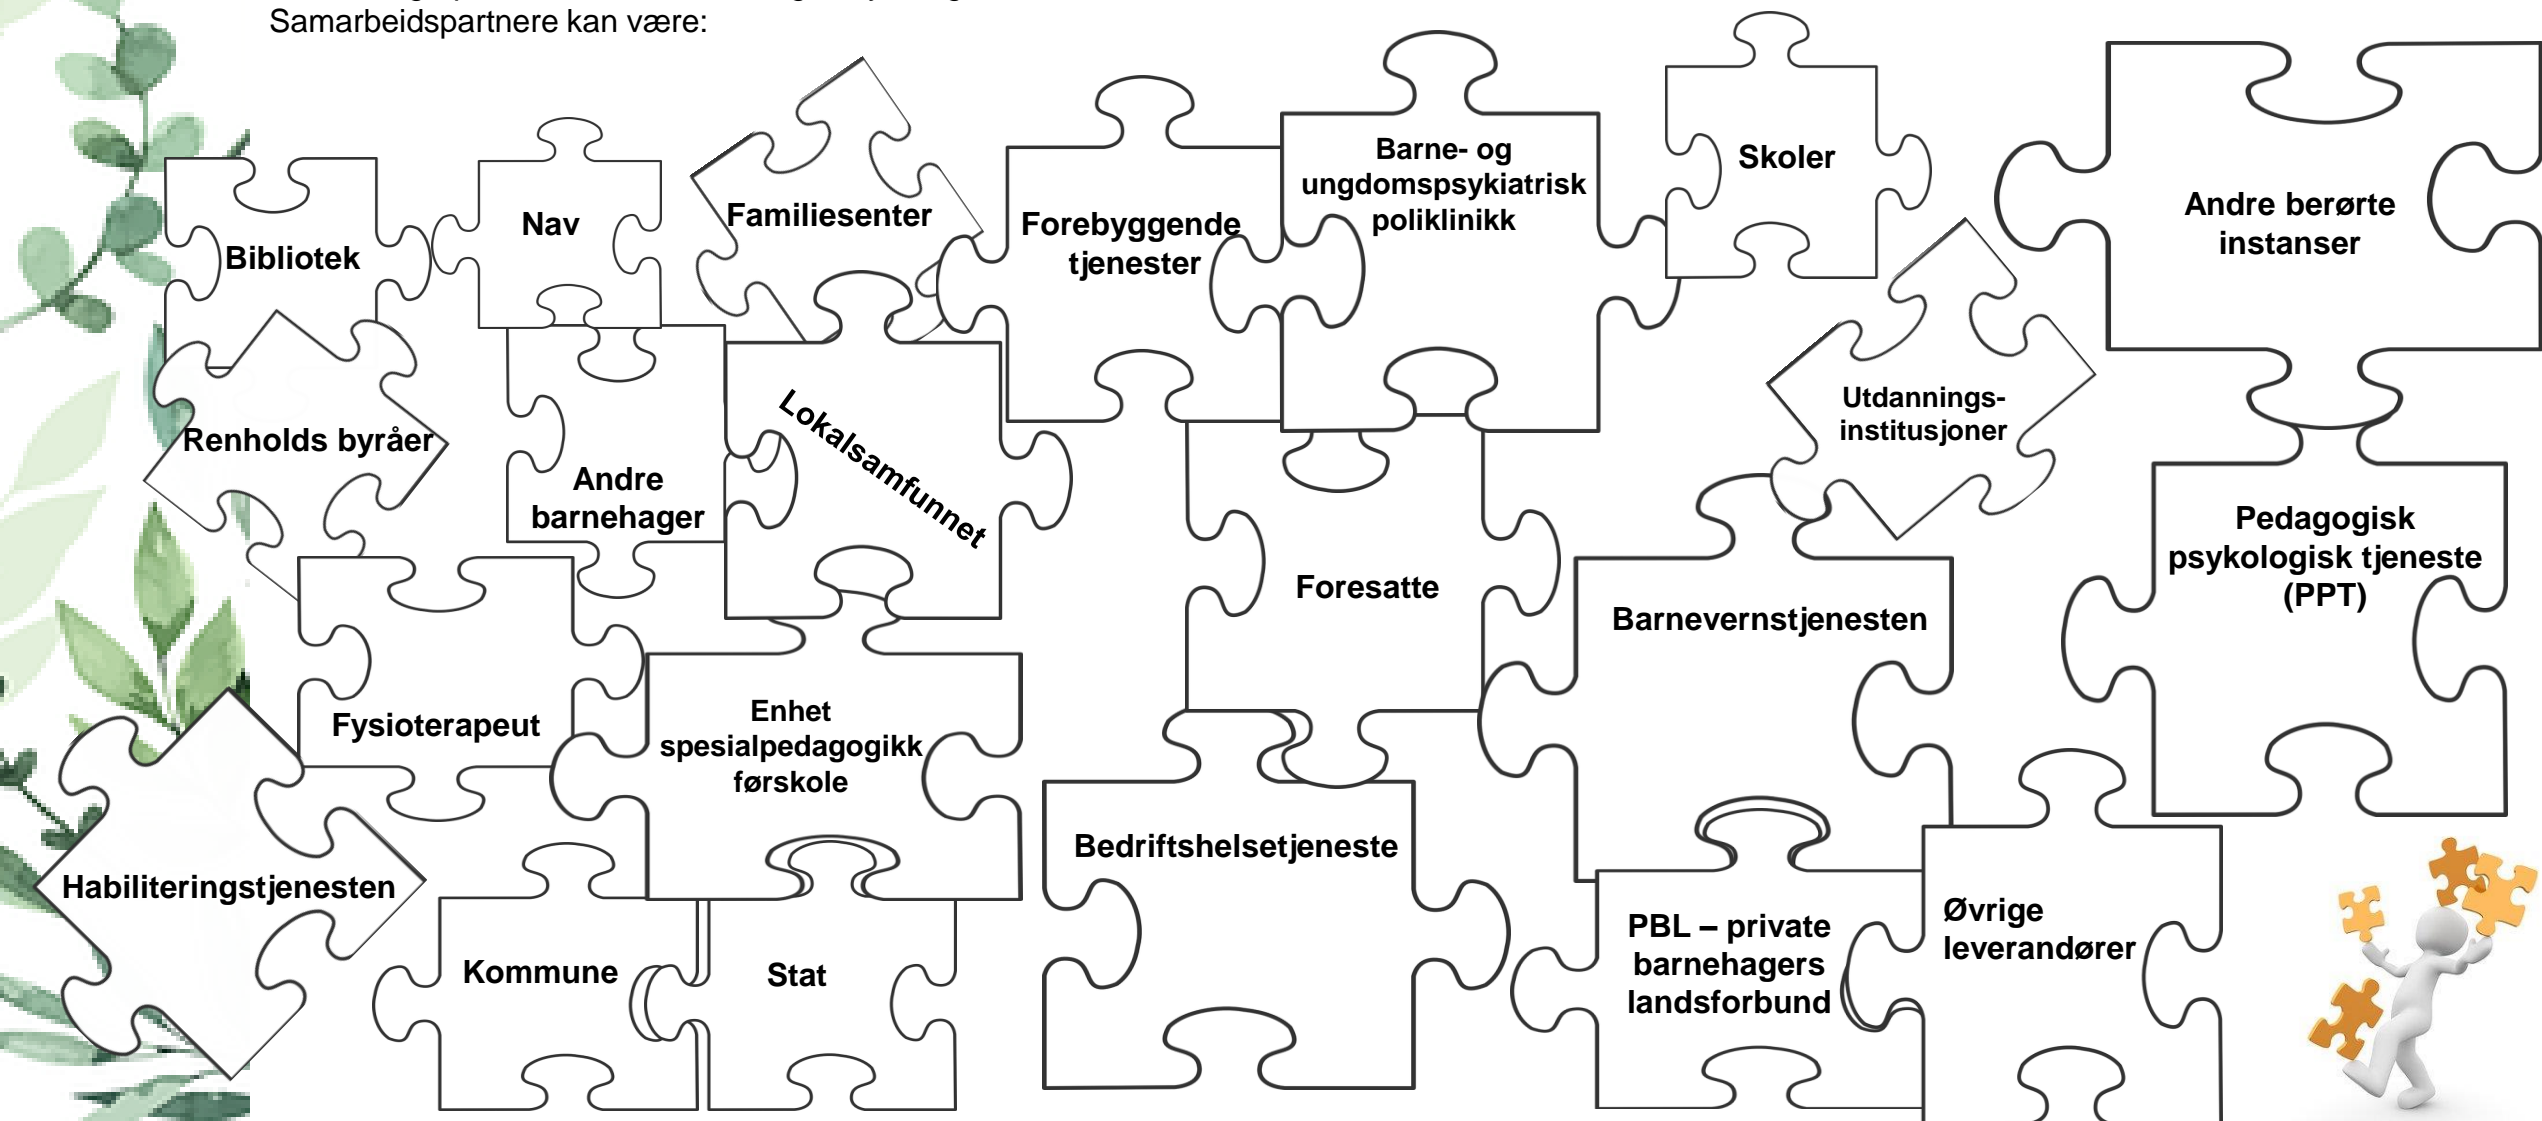 Samarbeidspartnere kan være:
Bibliotek
Nav
Familiesenter
Forebyggende
tjenester
Barne- og
ungdomspsykiatrisk
poliklinikk
Skoler
Andre berørte
instanser
Renholds byråer
Andre
barnehager
Lokalsamfunnet
Utdannings-
institusjoner
Foresatte
Pedagogisk
psykologisk tjeneste
(PPT)
Barnevernstjenesten
Fysioterapeut
Enhet
spesialpedagogikk
førskole
Bedriftshelsetjeneste
Habiliteringstjenesten
Kommune
Stat
PBL – private
barnehagers
landsforbund
Øvrige
leverandører